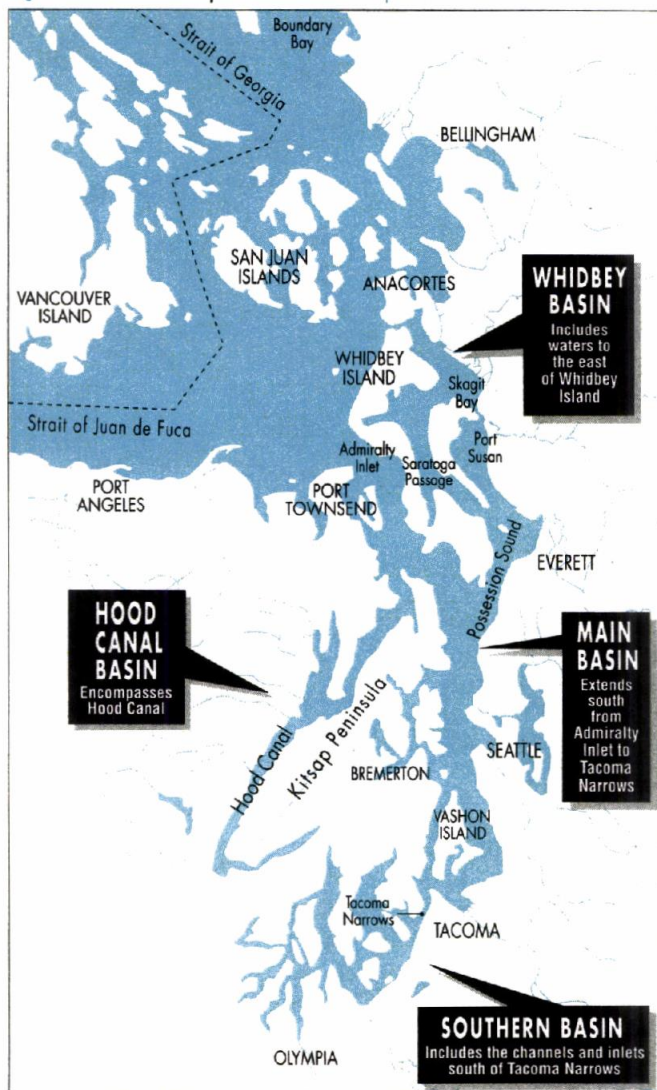 Boundary
Bay
Strait of Georgia
BELLINGHAM
SAN JUAN
ISLANDS
ANACORTES
VANCOUVER
ISLAND
WHIDBEY
BASIN
Includes
waters to
the east
of Whidbey
Island
WHIDBEY
ISLAND
Skagit
Bay
Strait of Juan de Fuca
Admiralty
Inlet
Saratoga
Passage
Port
Susan
PORT
ANGELES
PORT
TOWNSEND
Possession Sound
EVERETT
HOOD
CANAL
BASIN
Encompasses
Hood Canal
MAIN
BASIN
Extends
south
from
Admiralty
Inlet to
Tacoma
Narrows
Hood Canal
Kitsap Peninsula
SEATTLE
BREMERTON
VASHON
ISLAND
Tacoma
Narrows
TACOMA
SOUTHERN BASIN
Includes the channels and inlets
south of Tacoma Narrows
OLYMPIA